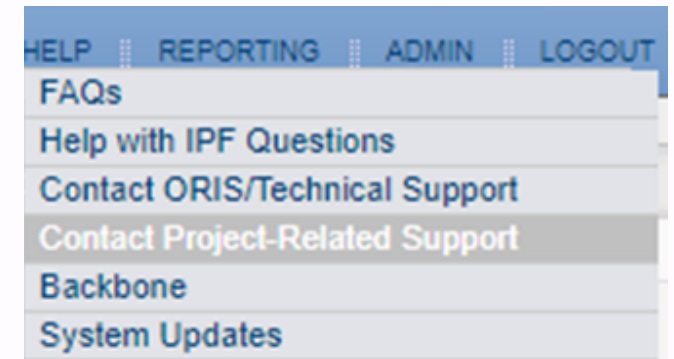 HELP REPORTING ADMIN LOGOUT
FAQs
Help with IPF Questions
Contact ORIS/Technical Support
Contact Project-Related Support
Backbone
System Updates